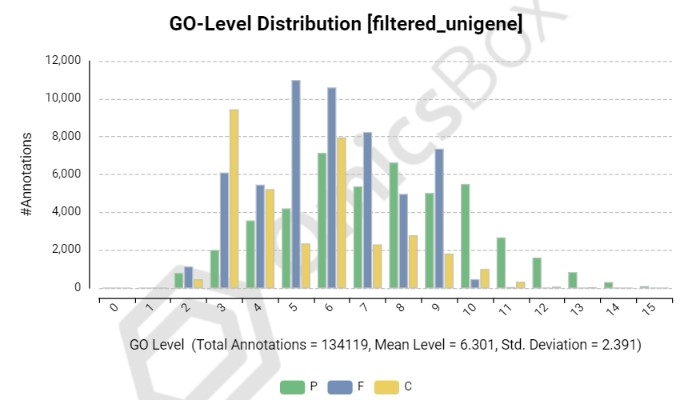 GO-Level Distribution [filtered_unigene]
12,000
10,000
8,000
6,000
4,000
2,000
0
#Annotations
0 1 2 3 4 5 6 7 8 9 10 11 12 13 14 15
GO Level (Total Annotations = 134119, Mean Level = 6.301, Std. Deviation = 2.391)
P F C
OmicsBox